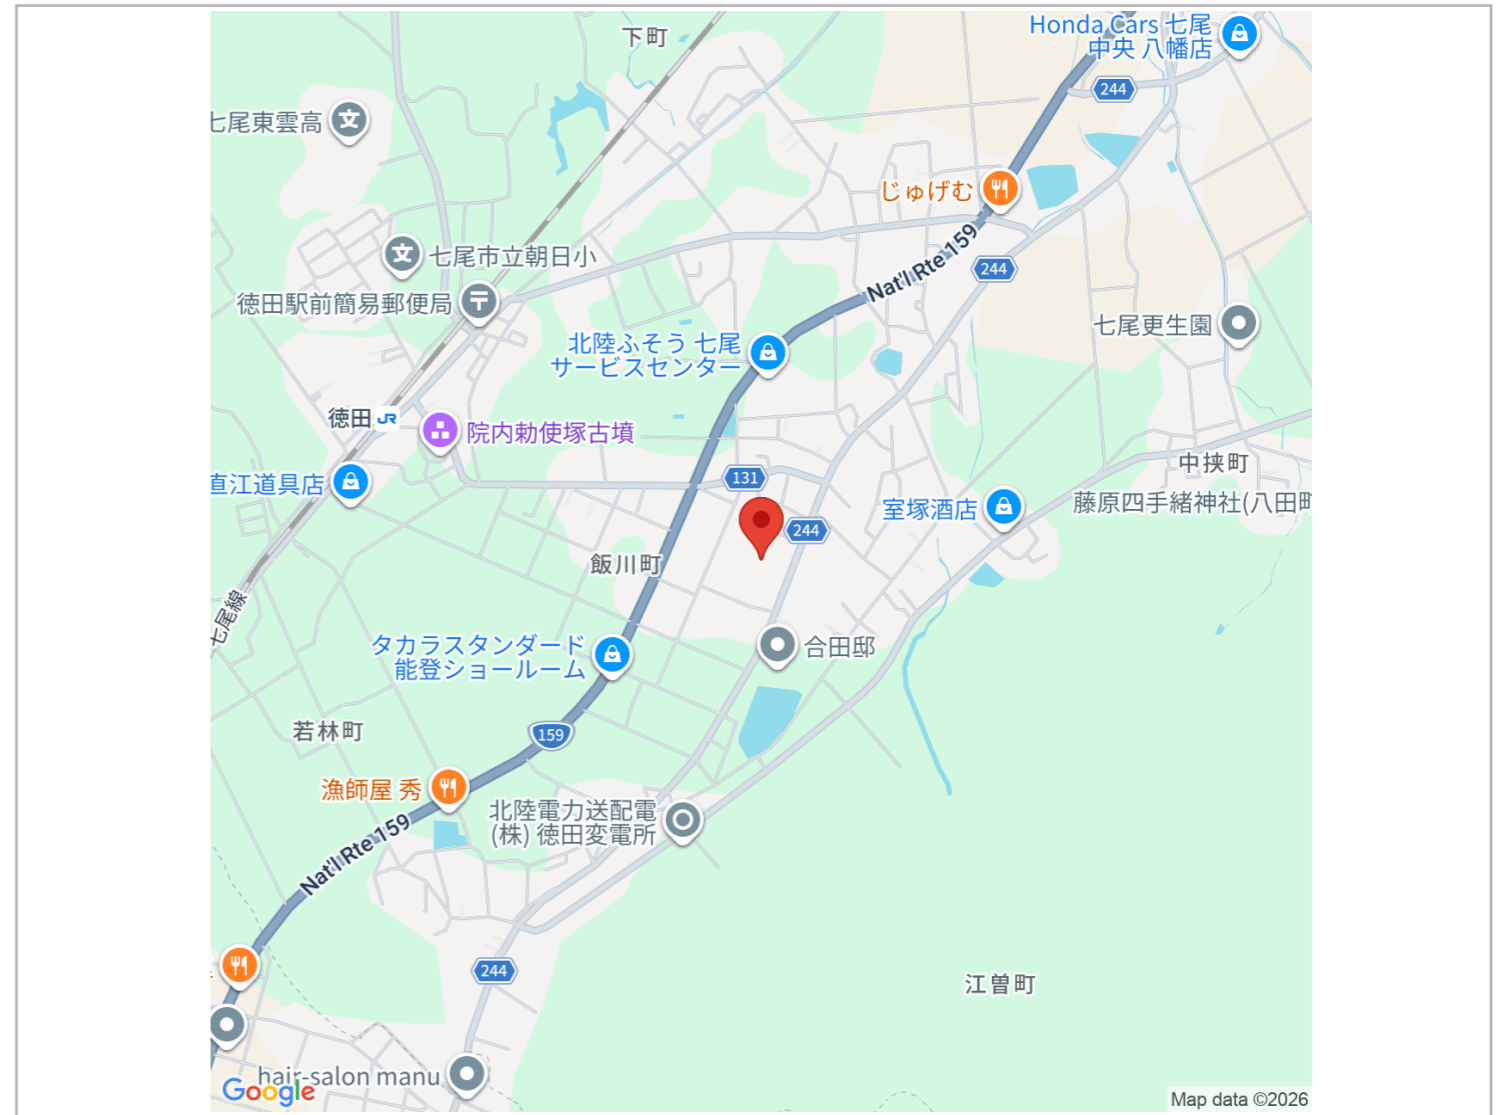 下町
Honda Cars 七尾
中央 八幡店
244
七尾東雲高
じゅげむ
Nat'l Rte 159
244
七尾市立朝日小
徳田駅前簡易郵便局
七尾更生園
北陸ふそう 七尾
サービスセンター
徳田 JR
院内勅使塚古墳
中挟町
131
直江道具店
室塚酒店
藤原四手緒神社(八田町
244
飯川町
七尾線
タカラスタンダード
能登ショールーム
合田邸
若林町
159
漁師屋 秀
北陸電力送配電
(株) 徳田変電所
Nat'l Rte 159
244
江曽町
hair-salon manu
Google
Map data ©2026